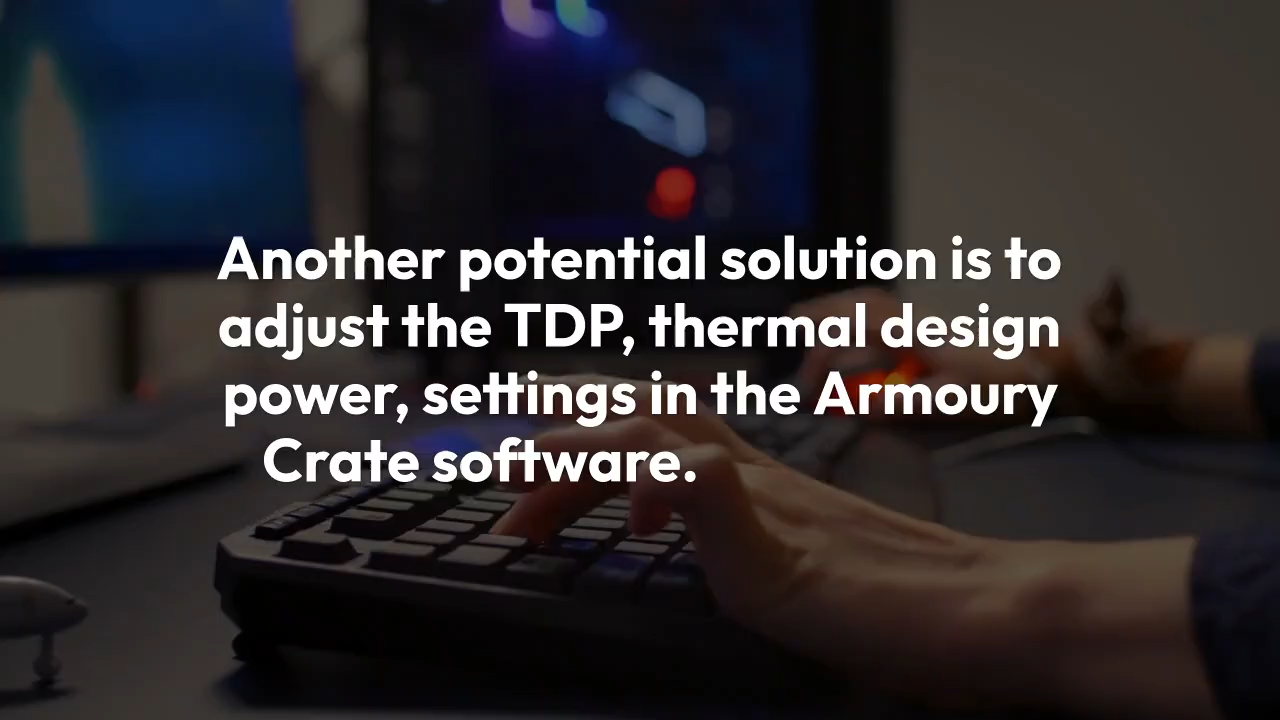 Another potential solution is to
adjust the TDP, thermal design
power, settings in the Armoury
Crate software.